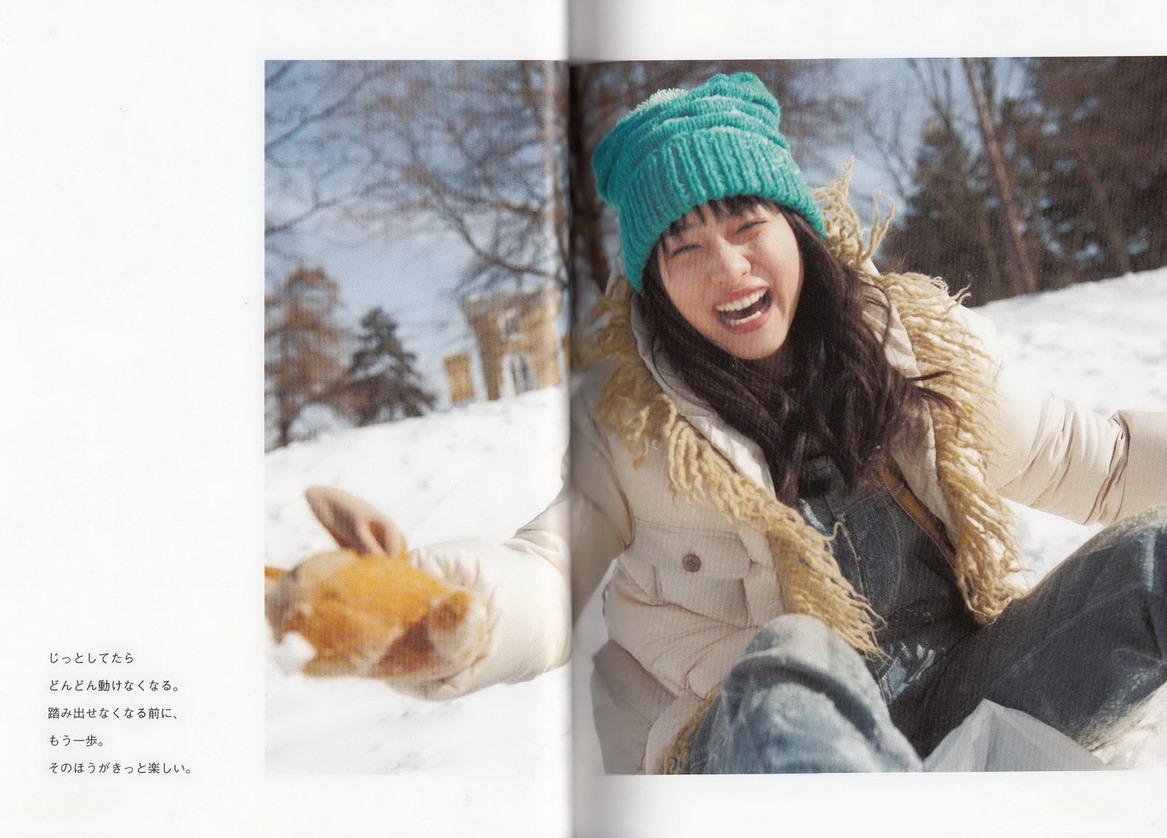 じっとしてたら
どんどん動けなくなる。
踏み出せなくなる前に、
もう一歩。
そのほうがきっと楽しい。